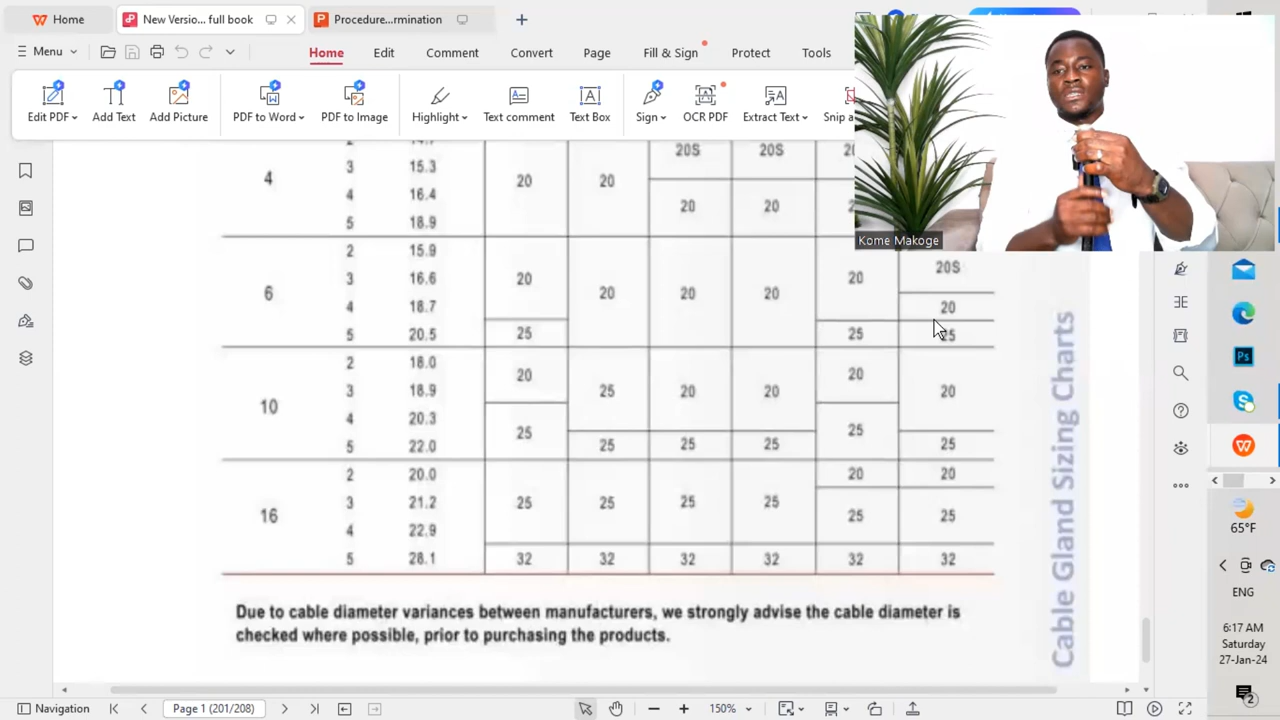 Home
New Versio... full book
Procedure...rmination
Menu
Home
Comment
Convert
Page
Fill & Sign
Protect
Tools
Edit PDF
Add Text
Add Picture
PDF to Word
PDF to Image
Highlight
Text comment
Text Box
Sign
OCR PDF
Extract Text
Kome Makoge
20S 20S
4
3 15.3
4 16.4
5 18.9
20 20
20 20
6
2 15.9
3 16.6
4 18.7
5 20.5
20 20 20 20 20 20S
20
25 25 25
10
2 18.0
3 18.9
4 20.3
5 22.0
20 25 20 20 20 20
25 25 25 25 25 25
16
2 20.0
3 21.2
4 22.9
5 28.1
20 20
25 25 25 25 25 25
32 32 32 32 32 32
Due to cable diameter variances between manufacturers, we strongly advise the cable diameter is
checked where possible, prior to purchasing the products.
Cable Gland Sizing Charts
65°F
ENG
6:17 AM
Saturday
27-Jan-24
2
Navigation
Page 1 (201/208)
150%